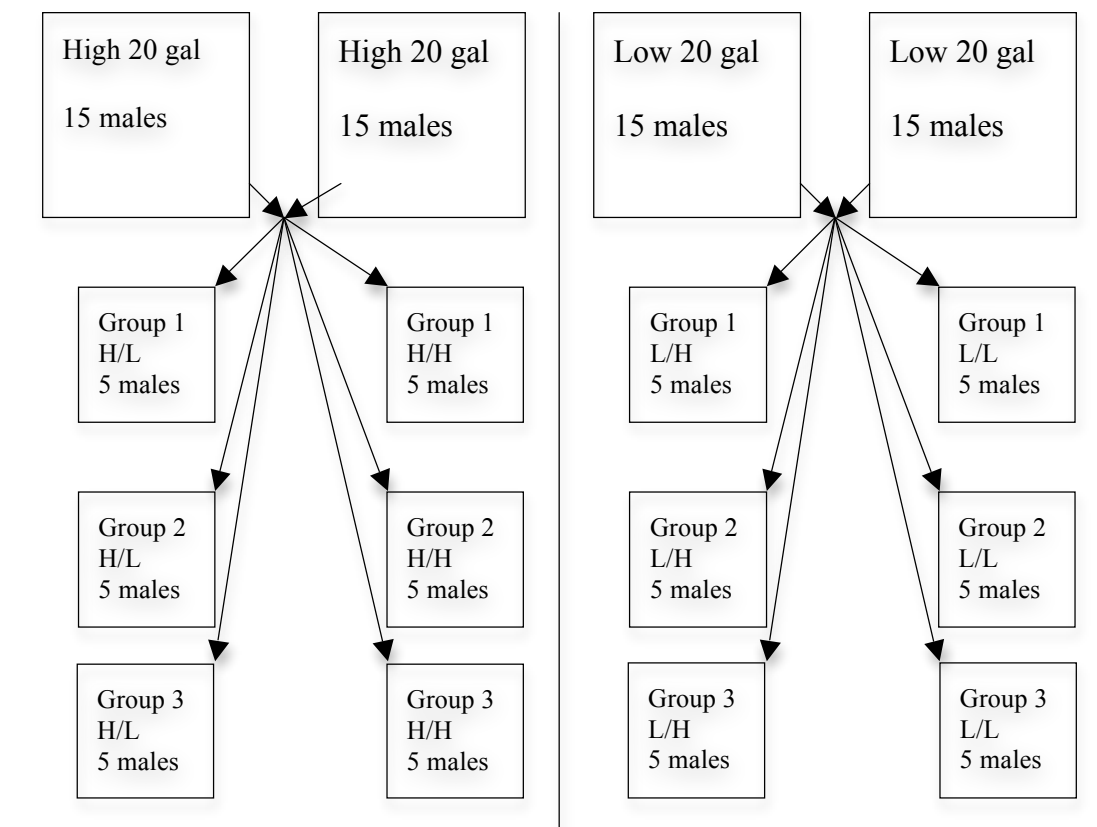 High 20 gal
15 males
High 20 gal
15 males
Low 20 gal
15 males
Low 20 gal
15 males
Group 1
H/L
5 males
Group 1
H/H
5 males
Group 1
L/H
5 males
Group 1
L/L
5 males
Group 2
H/L
5 males
Group 2
H/H
5 males
Group 2
L/H
5 males
Group 2
L/L
5 males
Group 3
H/L
5 males
Group 3
H/H
5 males
Group 3
L/H
5 males
Group 3
L/L
5 males